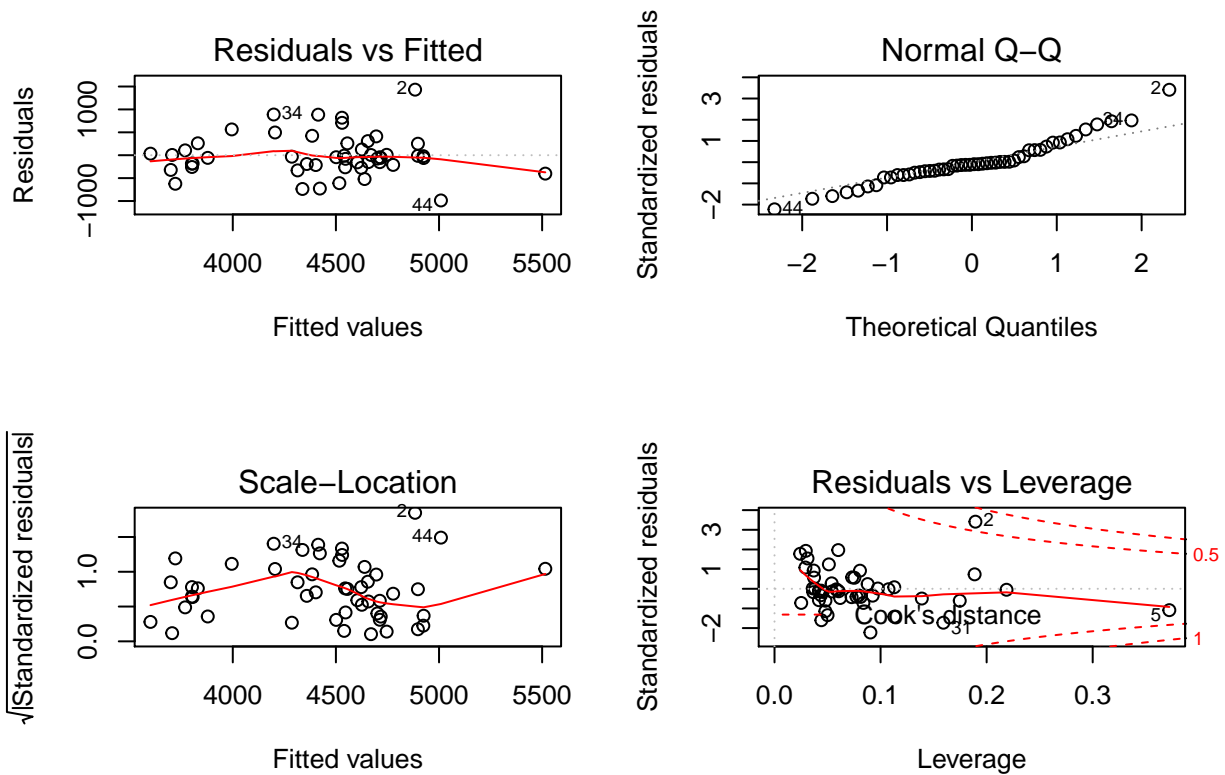 Residuals vs Fitted
Residuals
−1000
1000
2
34
44
4000 4500 5000 5500
Fitted values
Normal Q−Q
Standardized residuals
−2
1
3
2
34
44
−2 −1 0 1 2
Theoretical Quantiles
Scale−Location
√|Standardized residuals|
0.0
1.0
2
34
44
4000 4500 5000 5500
Fitted values
Residuals vs Leverage
Standardized residuals
−2
1
3
2
5
31
Cook's distance
0.5
1
0.0 0.1 0.2 0.3
Leverage